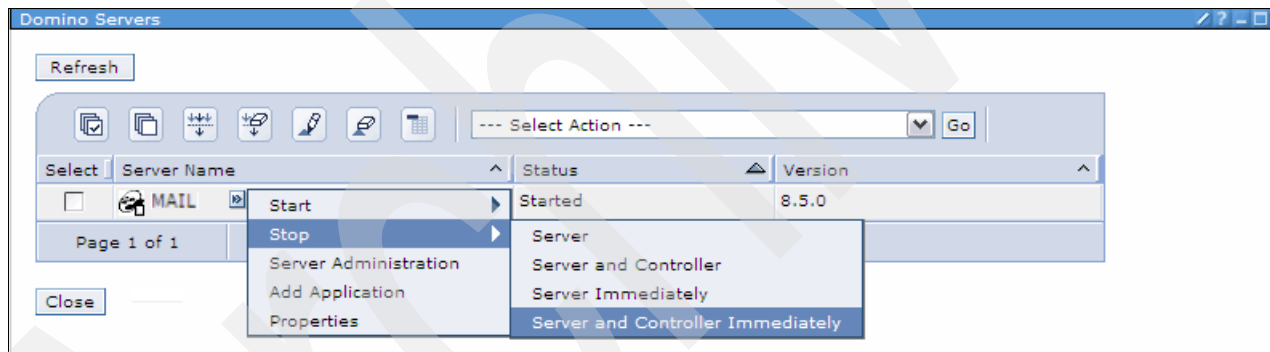 Domino Servers
Refresh
--- Select Action --- Go
Select Server Name Status Version
MAIL Started 8.5.0
Start
Stop
Server Administration
Add Application
Properties
Server
Server and Controller
Server Immediately
Server and Controller Immediately
Page 1 of 1
Close